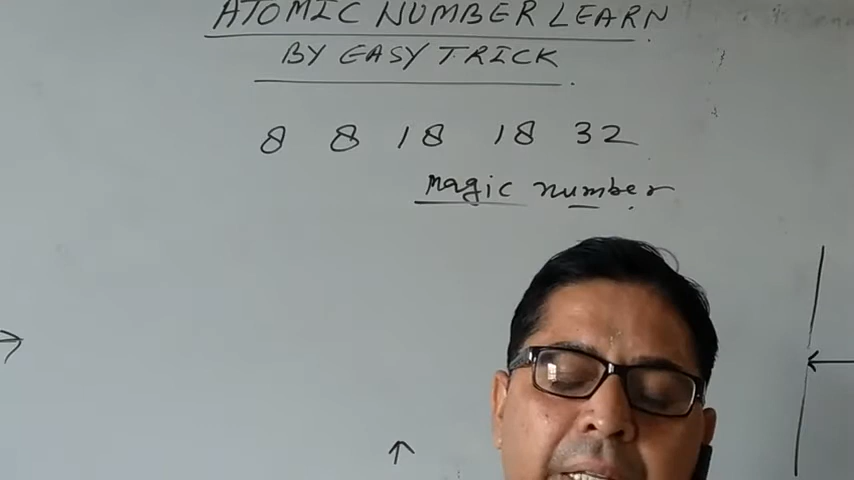 ATOMIC NUMBER LEARN
BY EASY TRICK.
8 8 18 18 32
Magic number